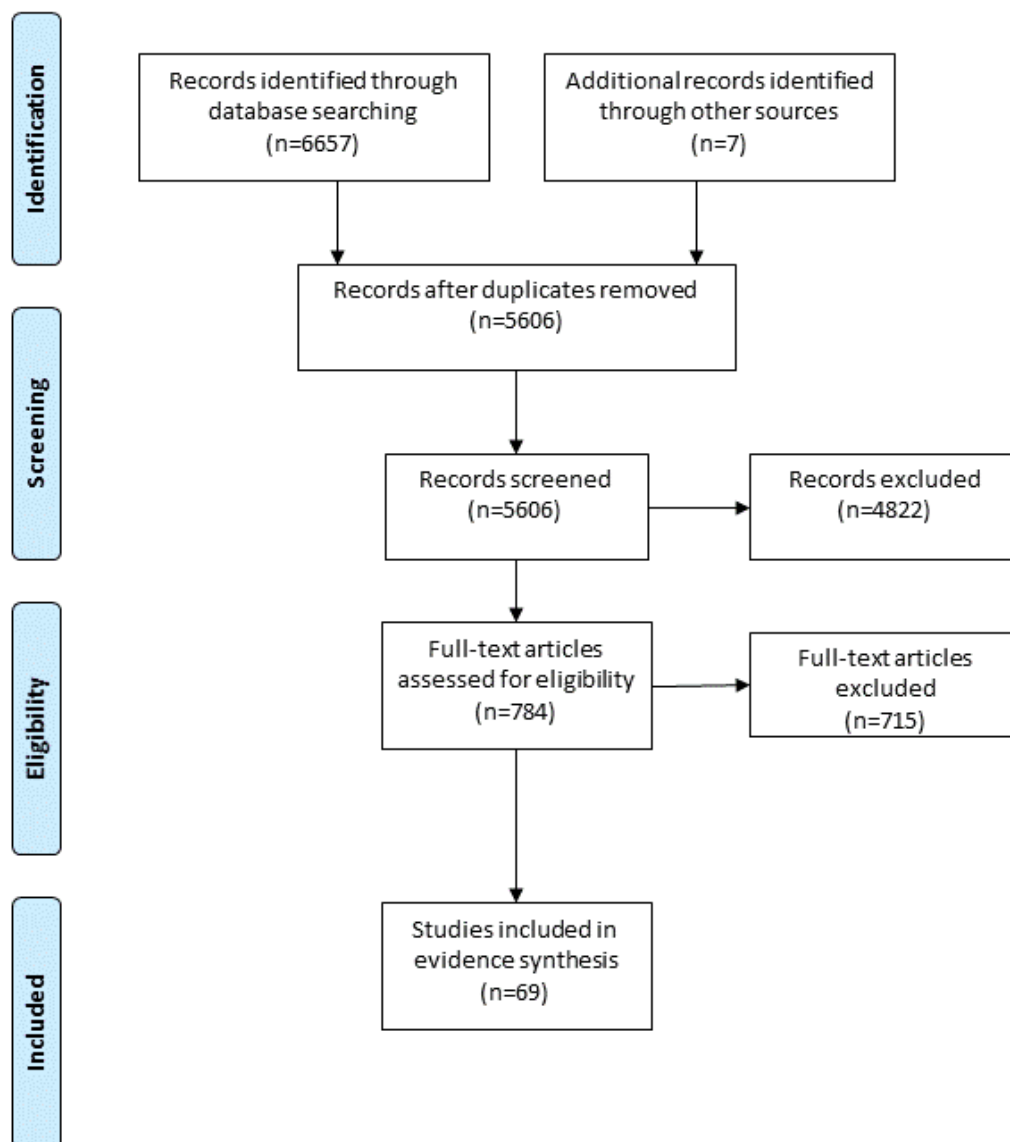 Identification
Records identified through
database searching
(n=6657)
Additional records identified
through other sources
(n=7)
Records after duplicates removed
(n=5606)
Screening
Records screened
(n=5606)
Records excluded
(n=4822)
Eligibility
Full-text articles
assessed for eligibility
(n=784)
Full-text articles
excluded
(n=715)
Included
Studies included in
evidence synthesis
(n=69)